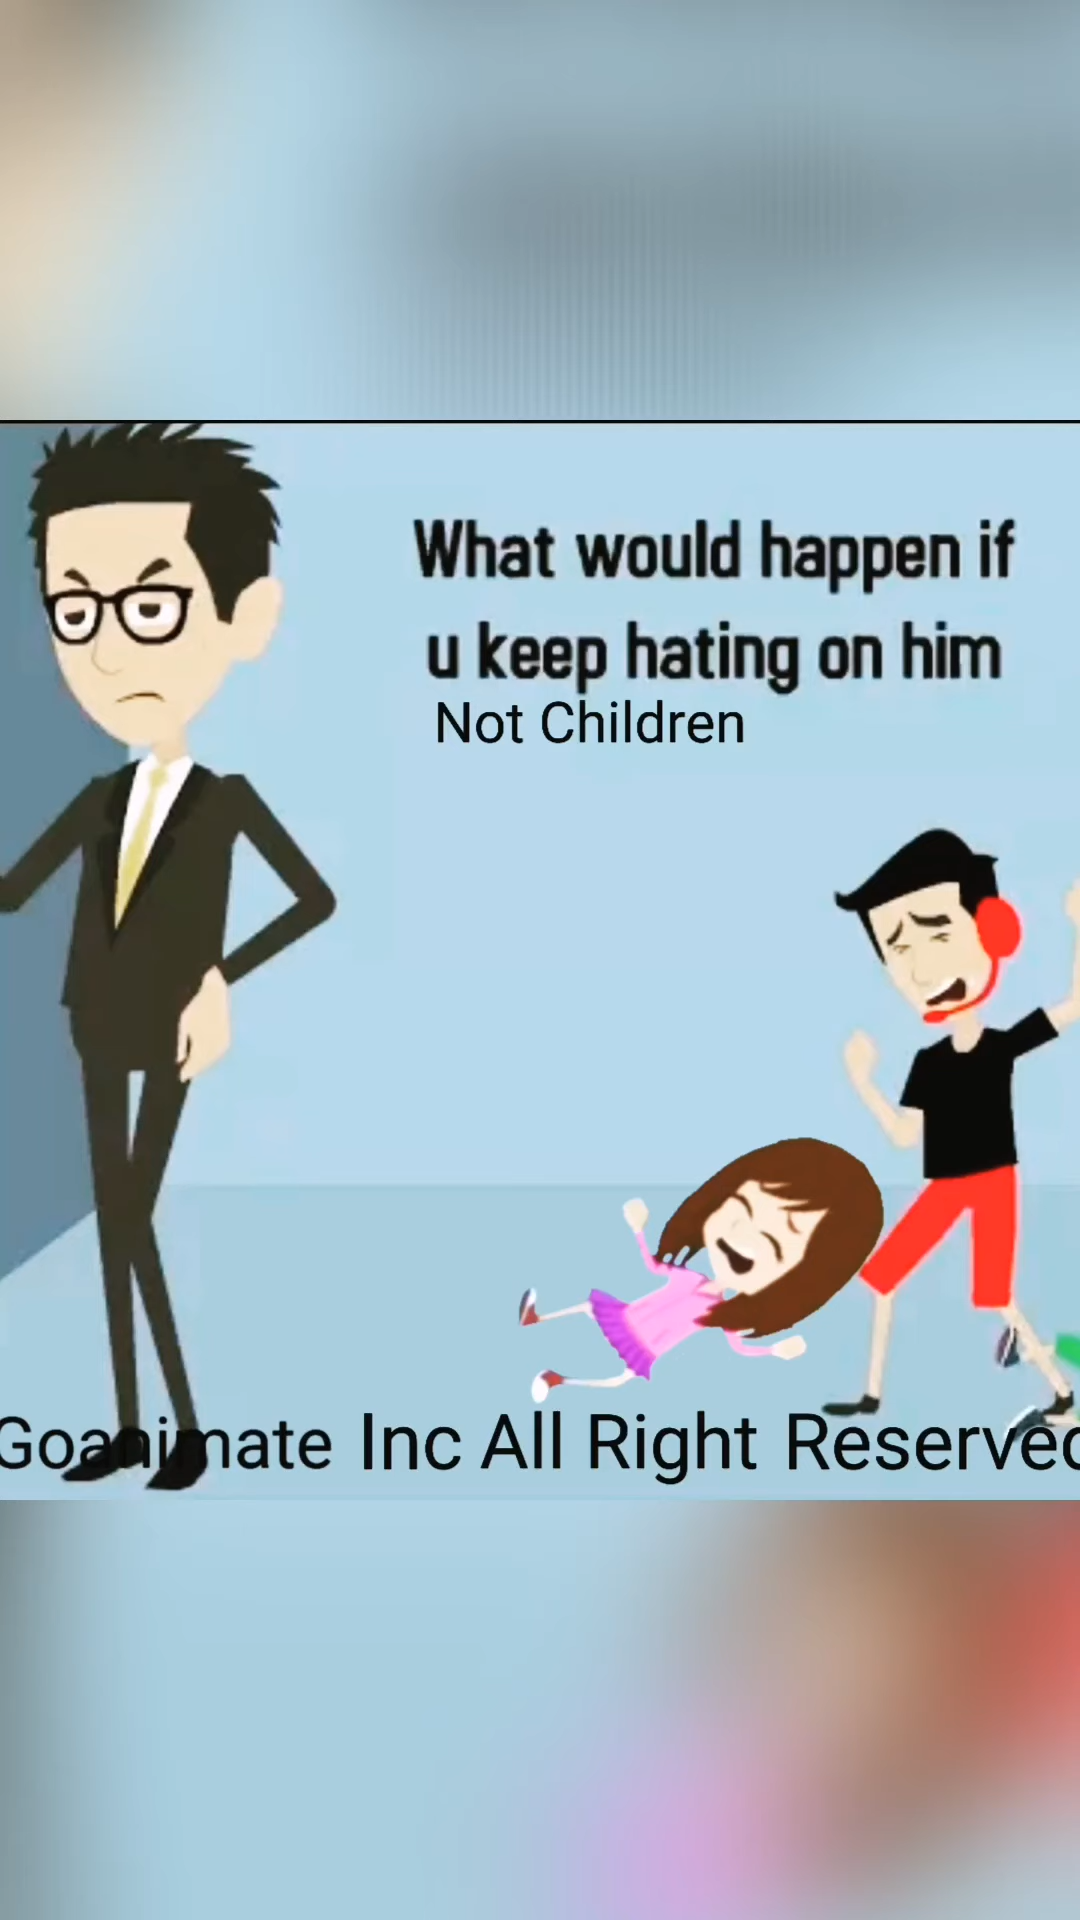 What would happen if
u keep hating on him
Not Children
Goanimate Inc All Right Reserved